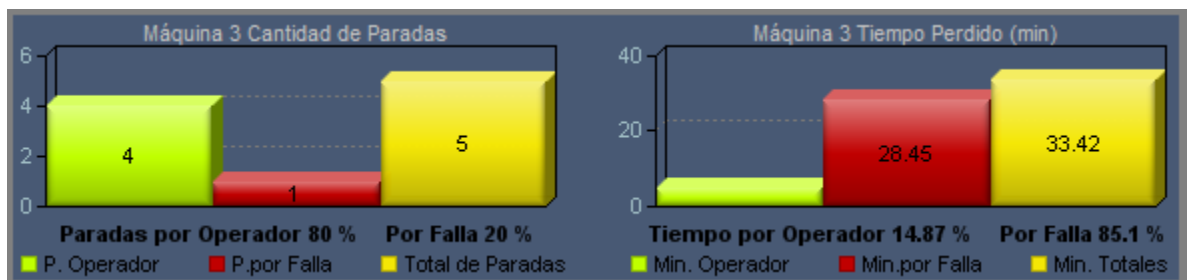 Máquina 3 Cantidad de Paradas
6
4
2
0
4
1
5
Paradas por Operador 80 % Por Falla 20 %
P. Operador P.por Falla Total de Paradas
Máquina 3 Tiempo Perdido (min)
40
20
0
28.45
33.42
Tiempo por Operador 14.87 % Por Falla 85.1 %
Min. Operador Min.por Falla Min. Totales